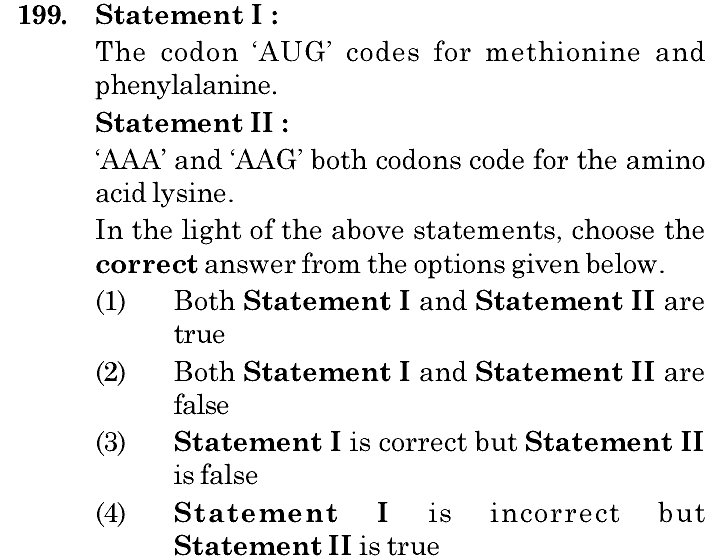 199. Statement I :
The codon ‘AUG’ codes for methionine and
phenylalanine.
Statement II :
‘AAA’ and ‘AAG’ both codons code for the amino
acid lysine.
In the light of the above statements, choose the
correct answer from the options given below.
(1) Both Statement I and Statement II are
true
(2) Both Statement I and Statement II are
false
(3) Statement I is correct but Statement II
is false
(4) Statement I is incorrect but
Statement II is true